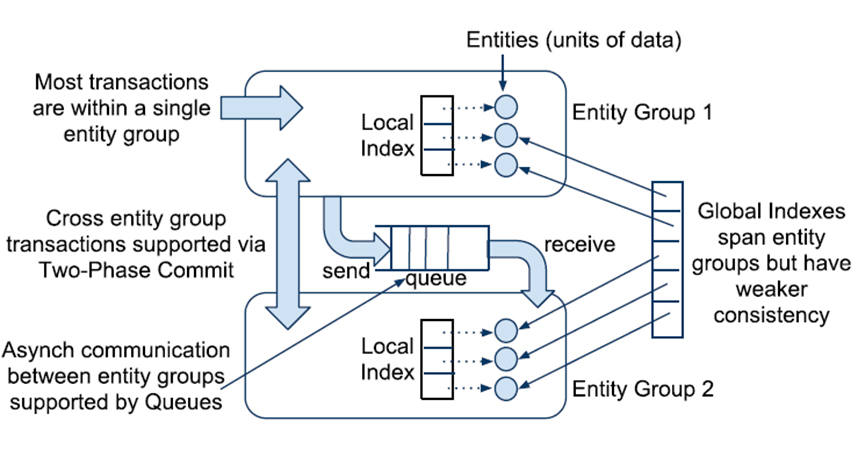 Entities (units of data)
Most transactions
are within a single
entity group
Local
Index
Entity Group 1
Cross entity group
transactions supported via
Two-Phase Commit
send
queue
receive
Global Indexes
span entity
groups but have
weaker
consistency
Asynch communication
between entity groups
supported by Queues
Local
Index
Entity Group 2